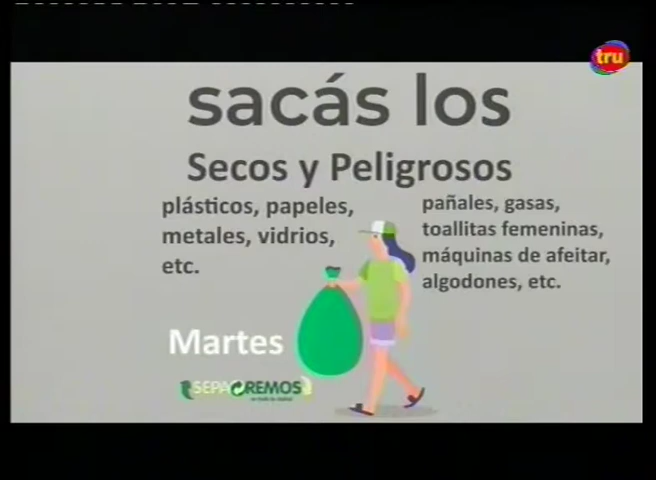 tru
sacás los
Secos y Peligrosos
plásticos, papeles,
metales, vidrios,
etc.
pañales, gasas,
toallitas femeninas,
máquinas de afeitar,
algodones, etc.
Martes
SEPAREMOS